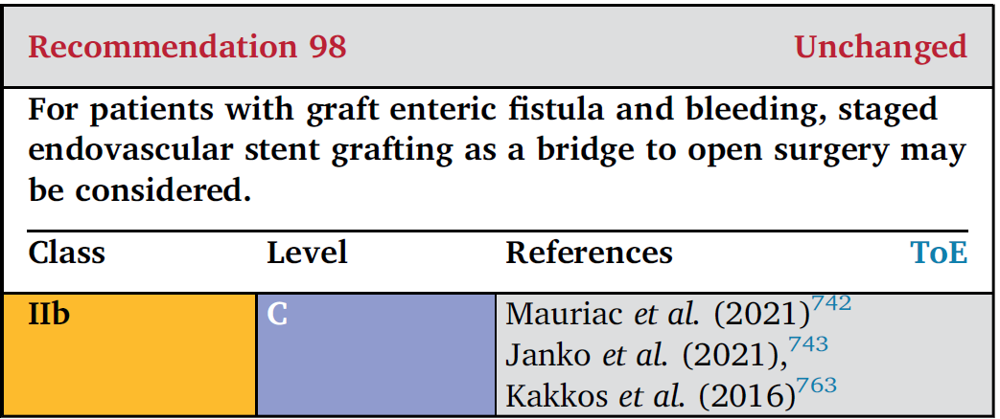 Recommendation 98 Unchanged
For patients with graft enteric fistula and bleeding, staged
endovascular stent grafting as a bridge to open surgery may
be considered.
Class Level References ToE
IIb C Mauriac et al. (2021)742
Janko et al. (2021),743
Kakkos et al. (2016)763